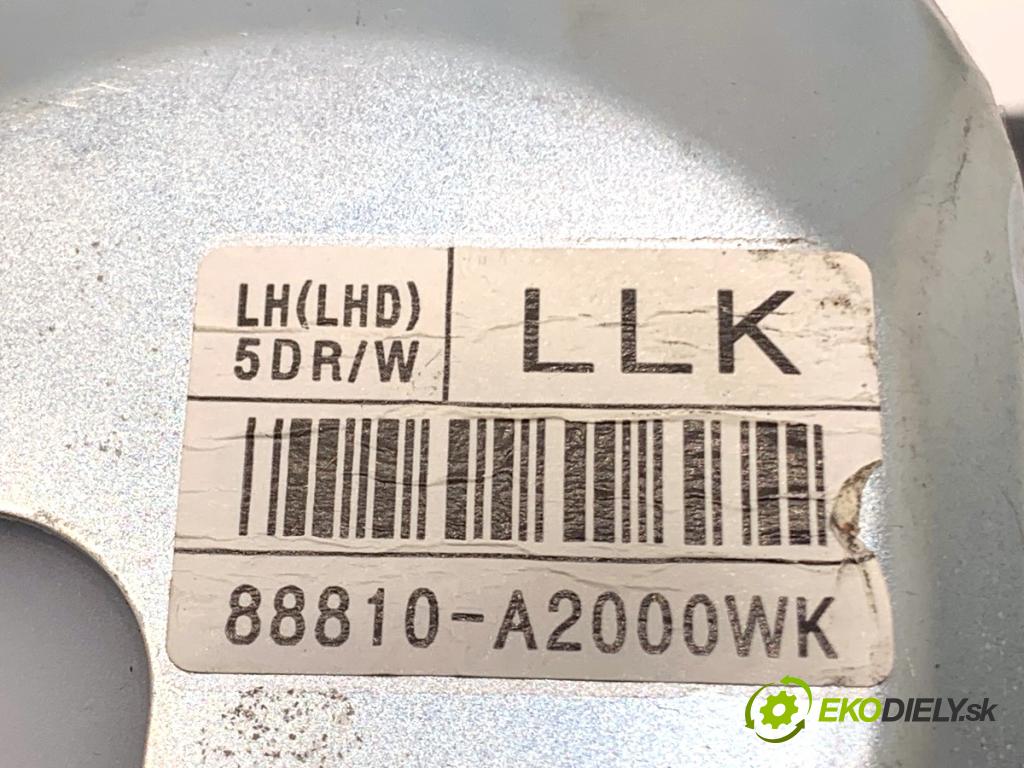 LH(LHD)
5DR/W
LLK
88810-A2000WK
EKODIELY.sk